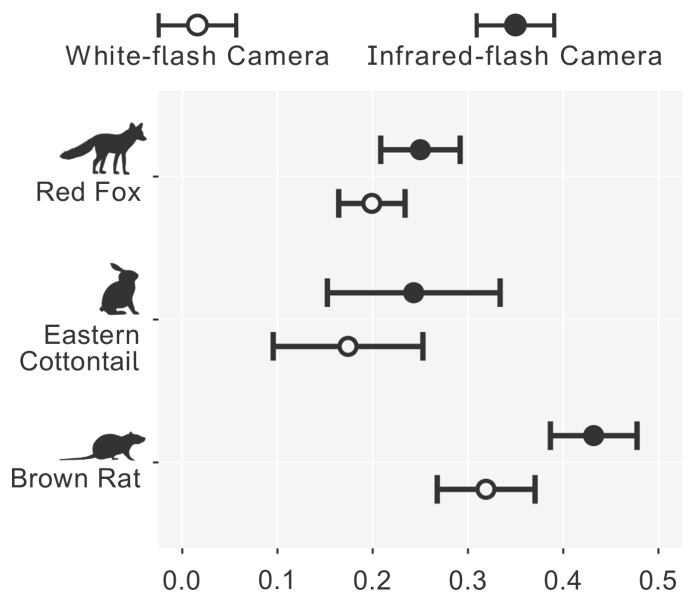 White-flash Camera Infrared-flash Camera
Red Fox
Eastern
Cottontail
Brown Rat
0.0 0.1 0.2 0.3 0.4 0.5